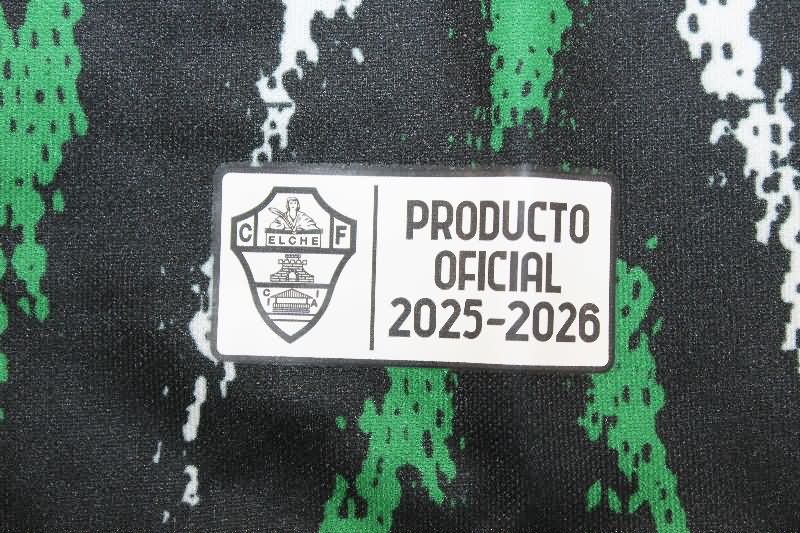 C F
ELCHE
C I
I A
PRODUCTO
OFICIAL
2025-2026